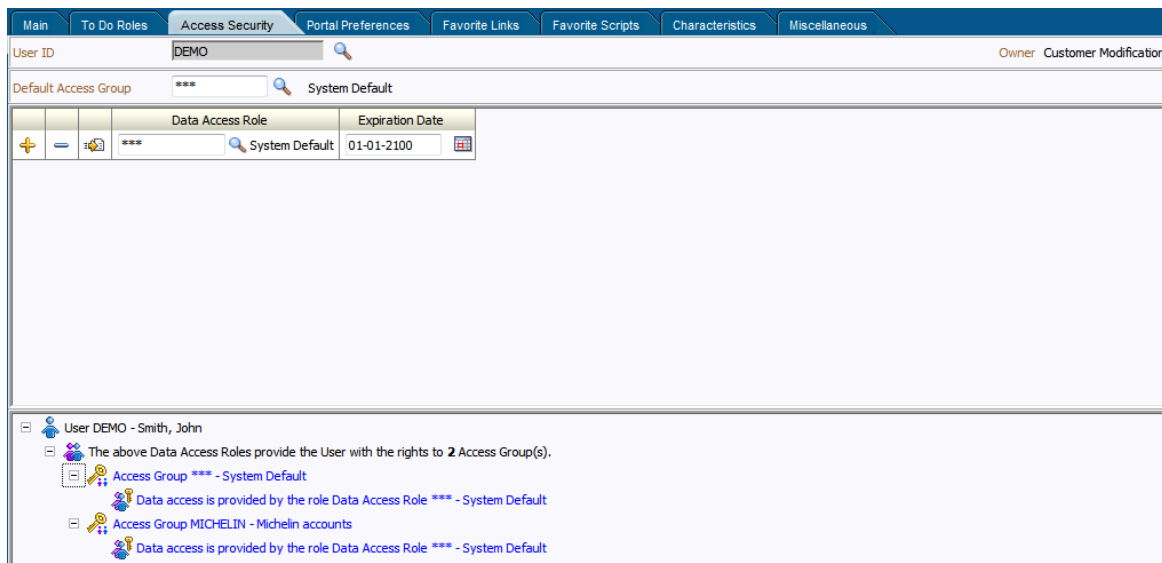 Main To Do Roles Access Security Portal Preferences Favorite Links Favorite Scripts Characteristics Miscellaneous
User ID DEMO Owner Customer Modification
Default Access Group *** System Default
Data Access Role Expiration Date
*** System Default 01-01-2100
User DEMO - Smith, John
The above Data Access Roles provide the User with the rights to 2 Access Group(s).
Access Group *** - System Default
Data access is provided by the role Data Access Role *** - System Default
Access Group MICHELIN - Michelin accounts
Data access is provided by the role Data Access Role *** - System Default